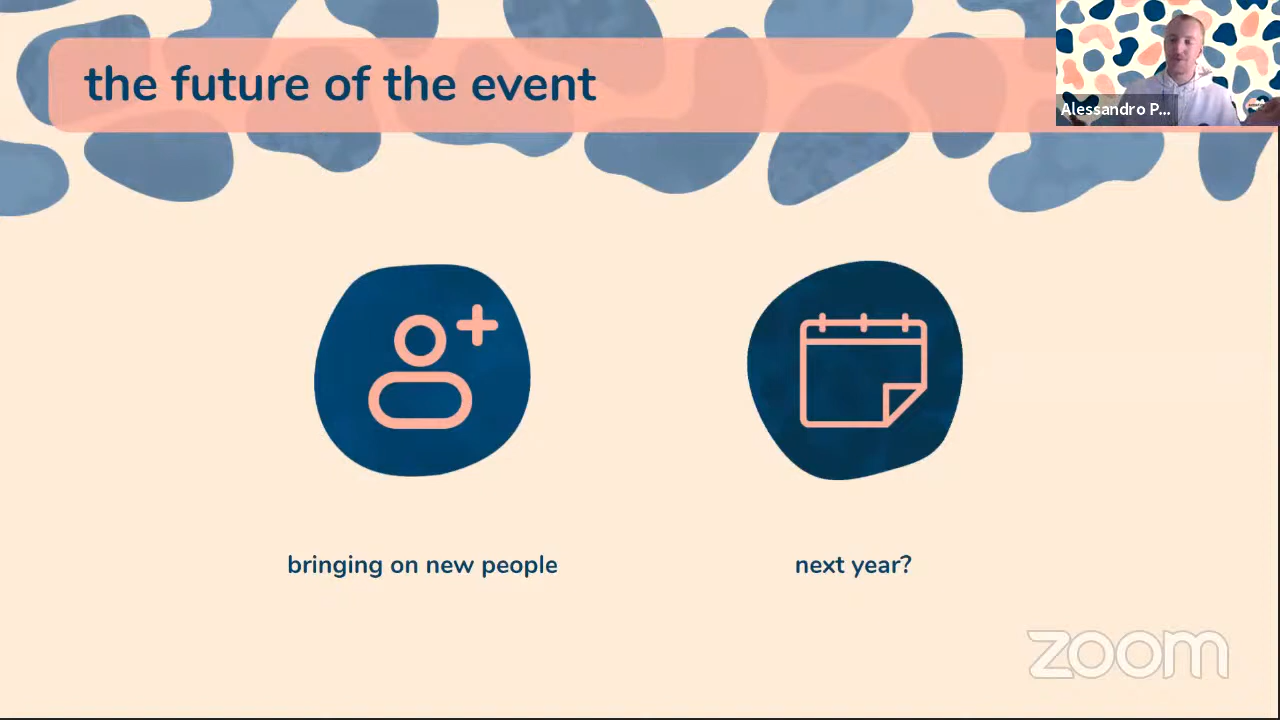 the future of the event
Alessandro P...
bringing on new people
next year?
zoom